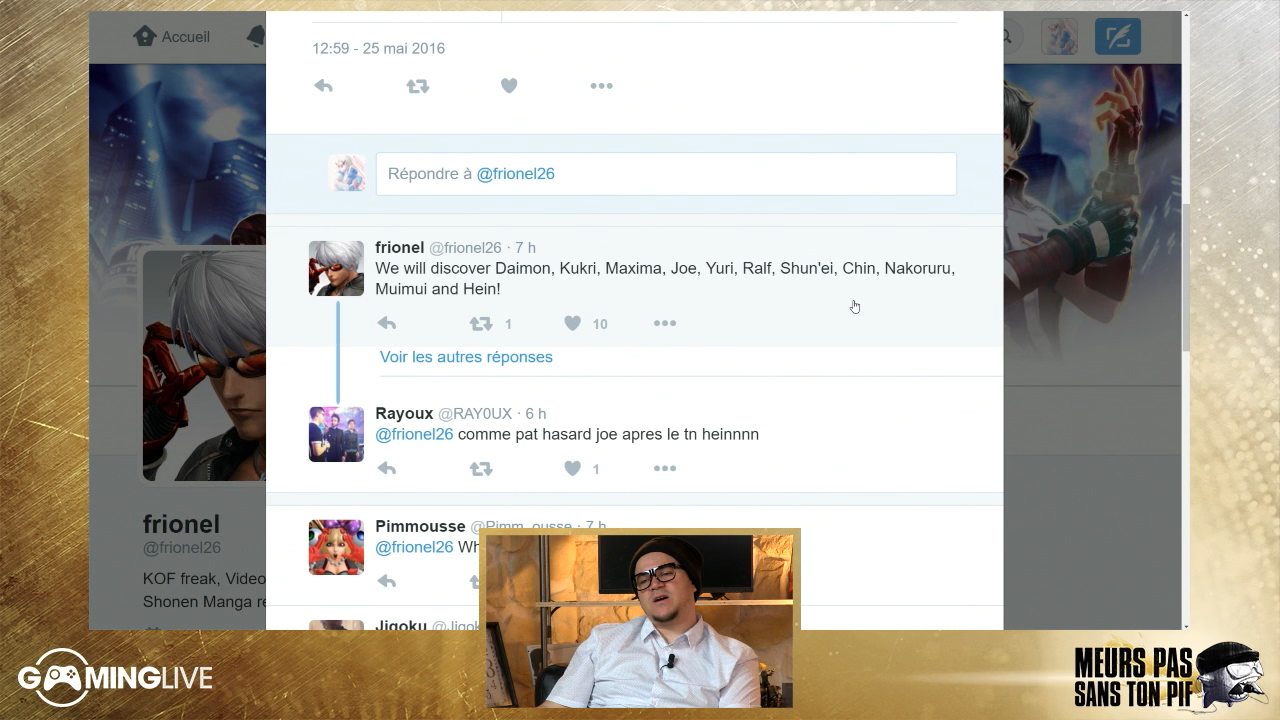 Accueil
12:59 - 25 mai 2016
Répondre à @frionel26
frionel @frionel26 · 7 h
We will discover Daimon, Kukri, Maxima, Joe, Yuri, Ralf, Shun'ei, Chin, Nakoruru,
Muimui and Hein!
1
10
Voir les autres réponses
Rayoux @RAY0UX · 6 h
@frionel26 comme pat hasard joe apres le tn heinnnn
1
frionel
@frionel26
KOF freak, Video
Shonen Manga
Pimmousse @Pimm_ousse · 7 h
@frionel26
Jigoku
GAMINGLIVE
MEURS PAS
SANS TON PIF